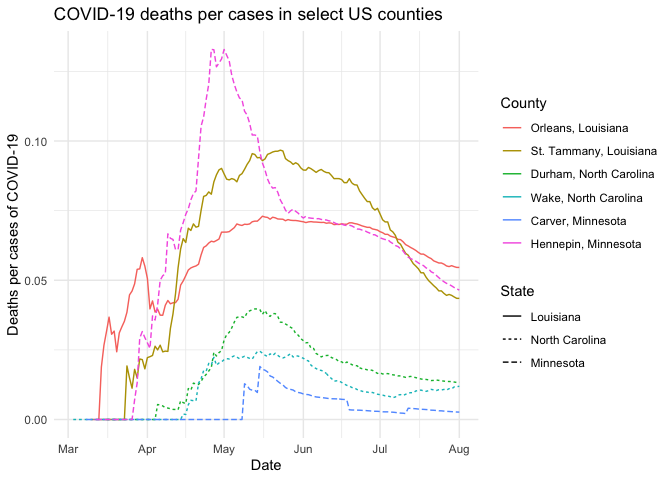 COVID-19 deaths per cases in select US counties
Deaths per cases of COVID-19
0.10
0.05
0.00
Mar
Apr
May
Jun
Jul
Aug
Date
County
Orleans, Louisiana
St. Tammany, Louisiana
Durham, North Carolina
Wake, North Carolina
Carver, Minnesota
Hennepin, Minnesota
State
Louisiana
North Carolina
Minnesota